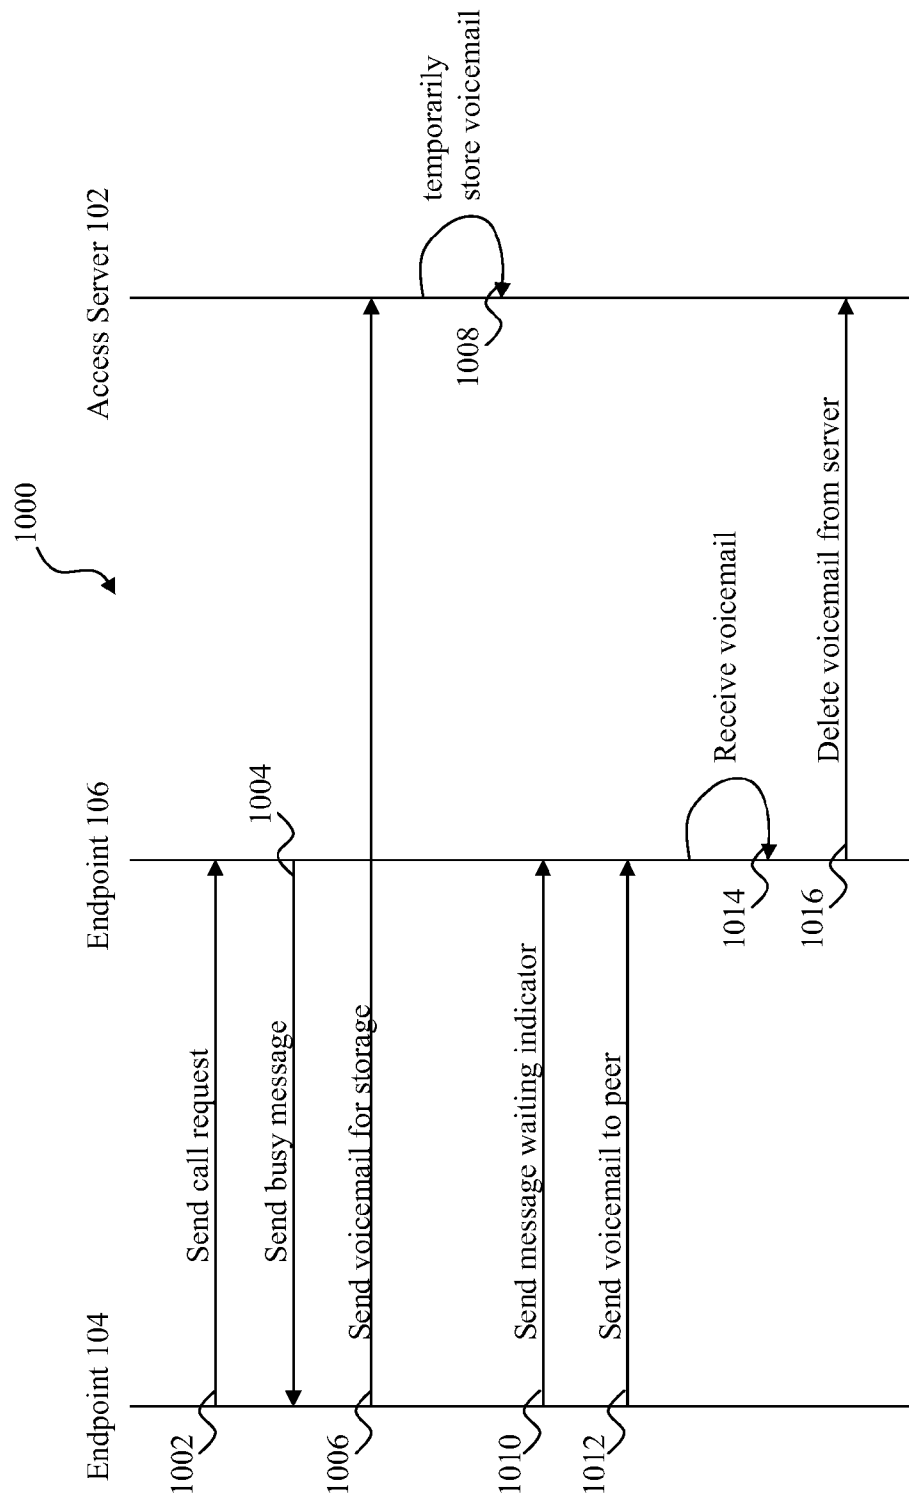 1000
Endpoint 104
Endpoint 106
Access Server 102
1002
Send call request
Send busy message
1004
1006
Send voicemail for storage
temporarily
store voicemail
1008
1010
Send message waiting indicator
1012
Send voicemail to peer
Receive voicemail
1014
1016
Delete voicemail from server